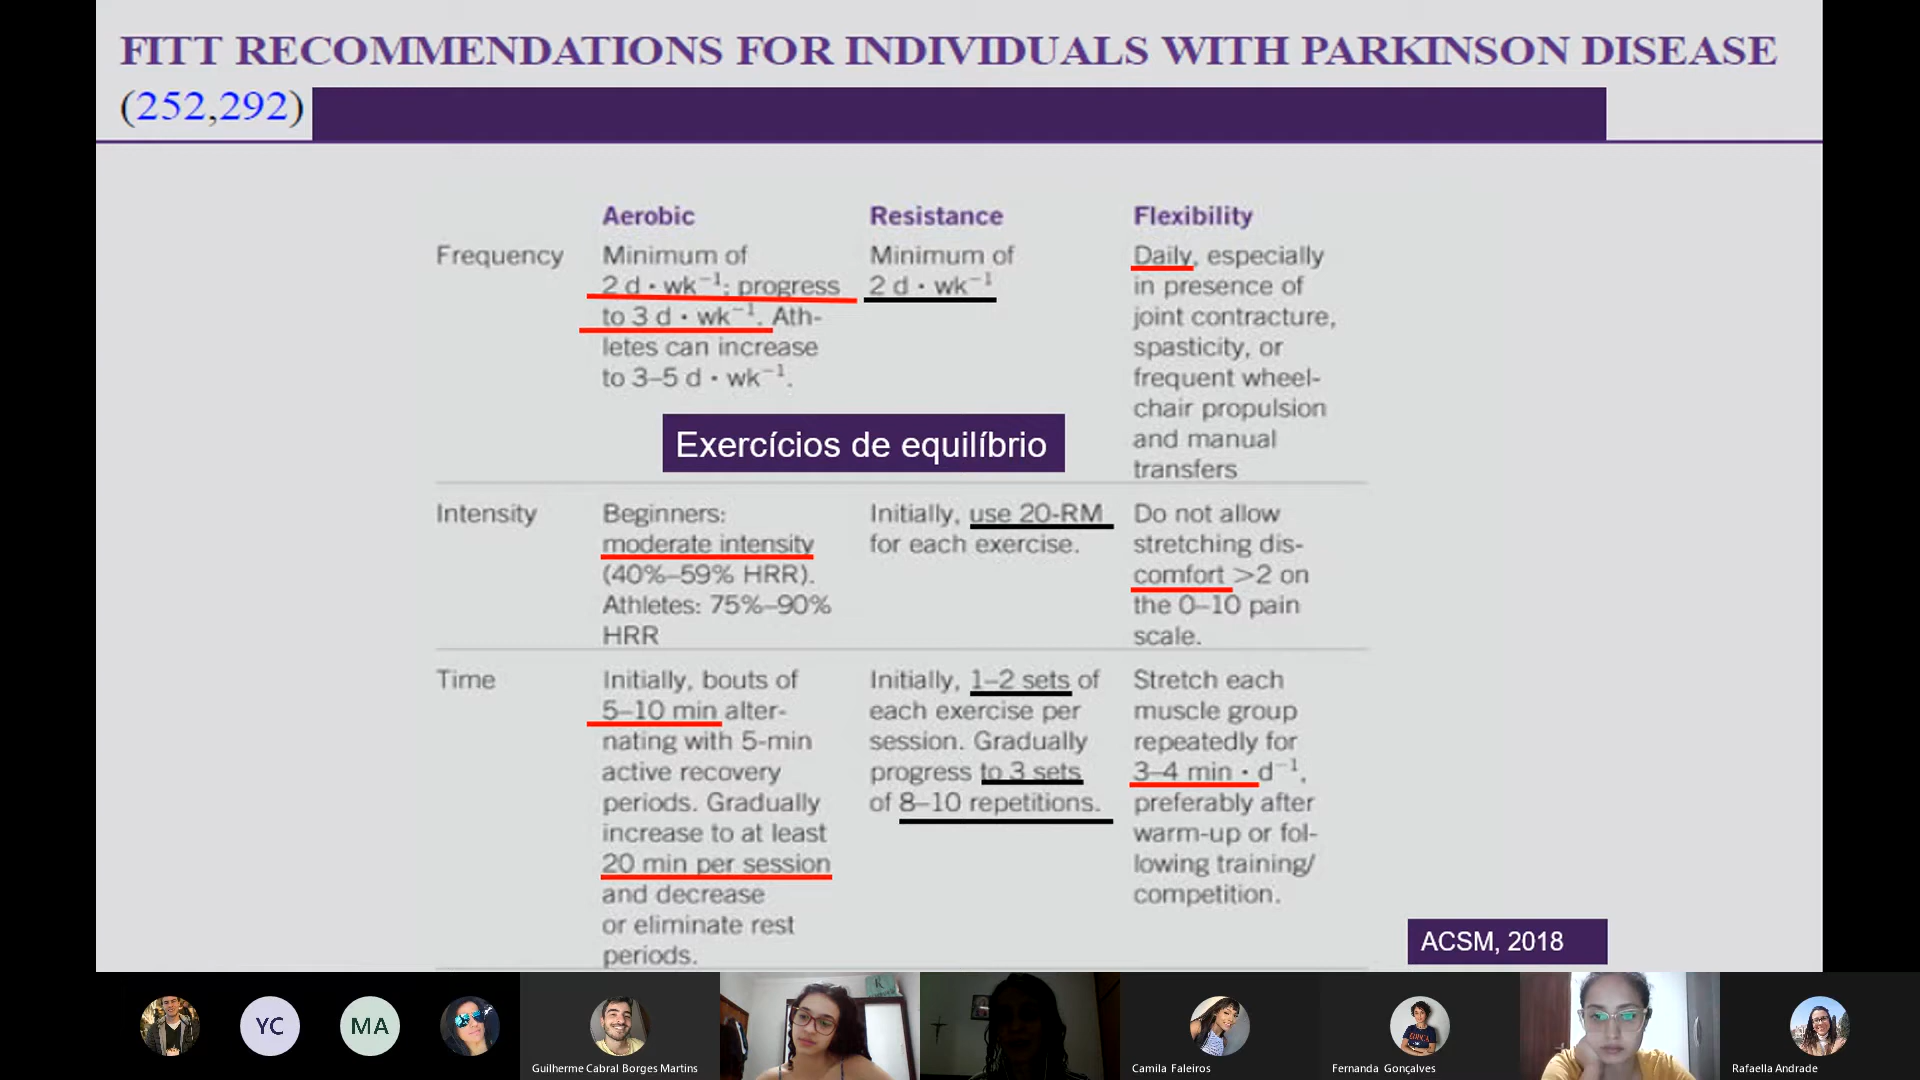 FITT RECOMMENDATIONS FOR INDIVIDUALS WITH PARKINSON DISEASE
(252,292)
Aerobic
Resistance
Flexibility
Frequency
Minimum of
2 d · wk⁻¹; progress
to 3 d · wk⁻¹. Ath-
letes can increase
to 3–5 d · wk⁻¹.
Minimum of
2 d · wk⁻¹
Daily, especially
in presence of
joint contracture,
spasticity, or
frequent wheel-
chair propulsion
and manual
transfers
Exercícios de equilíbrio
Intensity
Beginners:
moderate intensity
(40%–59% HRR).
Athletes: 75%–90%
HRR
Initially, use 20-RM
for each exercise.
Do not allow
stretching dis-
comfort >2 on
the 0–10 pain
scale.
Time
Initially, bouts of
5–10 min alter-
nating with 5-min
active recovery
periods. Gradually
increase to at least
20 min per session
and decrease
or eliminate rest
periods.
Initially, 1–2 sets of
each exercise per
session. Gradually
progress to 3 sets
of 8–10 repetitions.
Stretch each
muscle group
repeatedly for
3–4 min · d⁻¹,
preferably after
warm-up or fol-
lowing training/
competition.
ACSM, 2018
YC
MA
Guilherme Cabral Borges Martins
Camila Faleiros
Fernanda Gonçalves
Rafaella Andrade